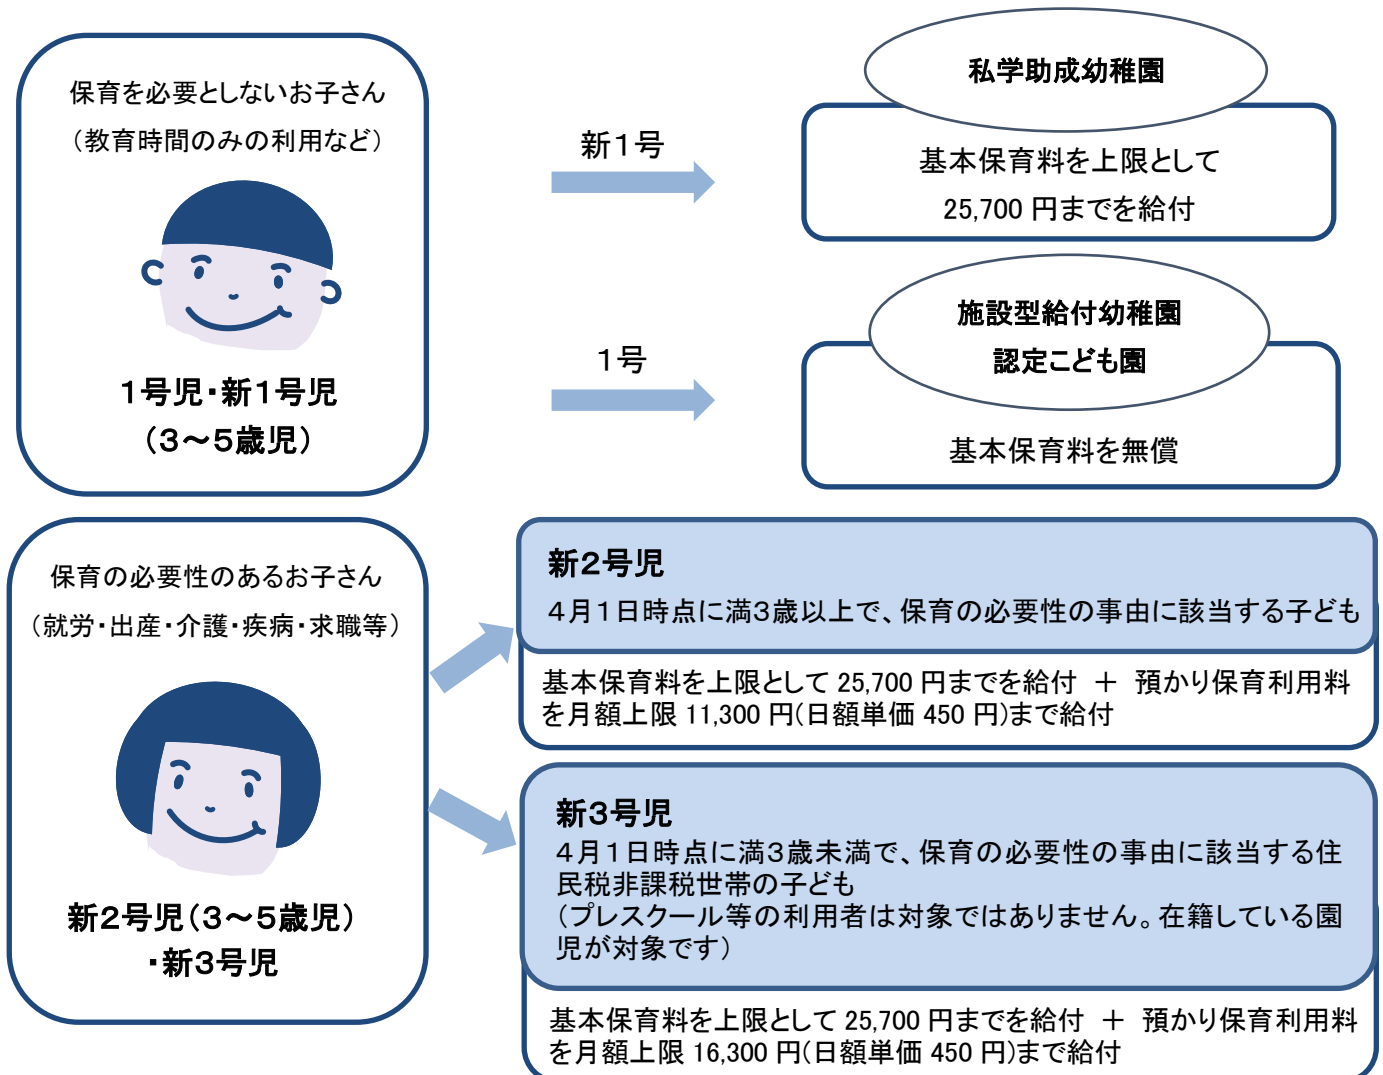 保育を必要としないお子さん
（教育時間のみの利用など）
1号児・新1号児
（3～5歳児）
新1号
私学助成幼稚園
基本保育料を上限として
25,700 円までを給付
1号
施設型給付幼稚園
認定こども園
基本保育料を無償
保育の必要性のあるお子さん
（就労・出産・介護・疾病・求職等）
新2号児（3～5歳児）
・新3号児
新2号児
4月1日時点に満3歳以上で、保育の必要性の事由に該当する子ども
基本保育料を上限として 25,700 円までを給付 ＋ 預かり保育利用料
を月額上限 11,300 円(日額単価 450 円)まで給付
新3号児
4月1日時点に満3歳未満で、保育の必要性の事由に該当する住
民税非課税世帯の子ども
（プレスクール等の利用者は対象ではありません。在籍している園
児が対象です）
基本保育料を上限として 25,700 円までを給付 ＋ 預かり保育利用料
を月額上限 16,300 円(日額単価 450 円)まで給付